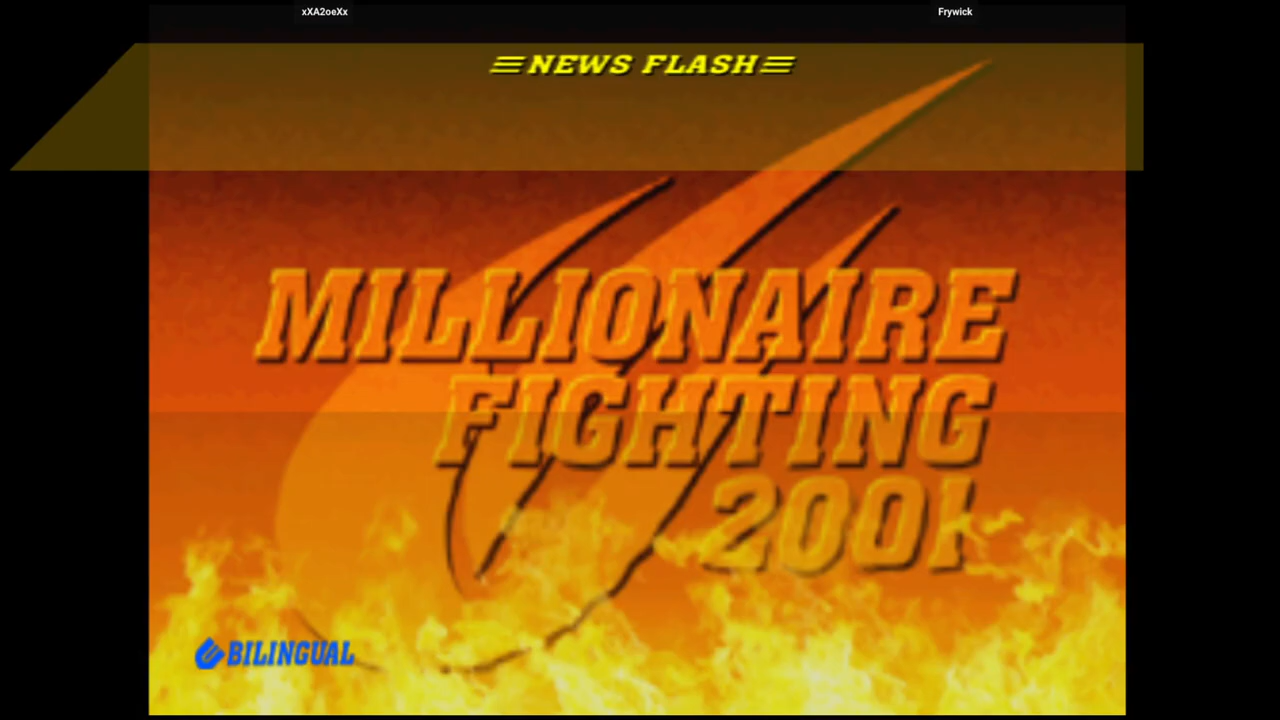 xXA2oeXx
Frywick
NEWS FLASH
MILLIONAIRE
FIGHTING
2001
BILINGUAL